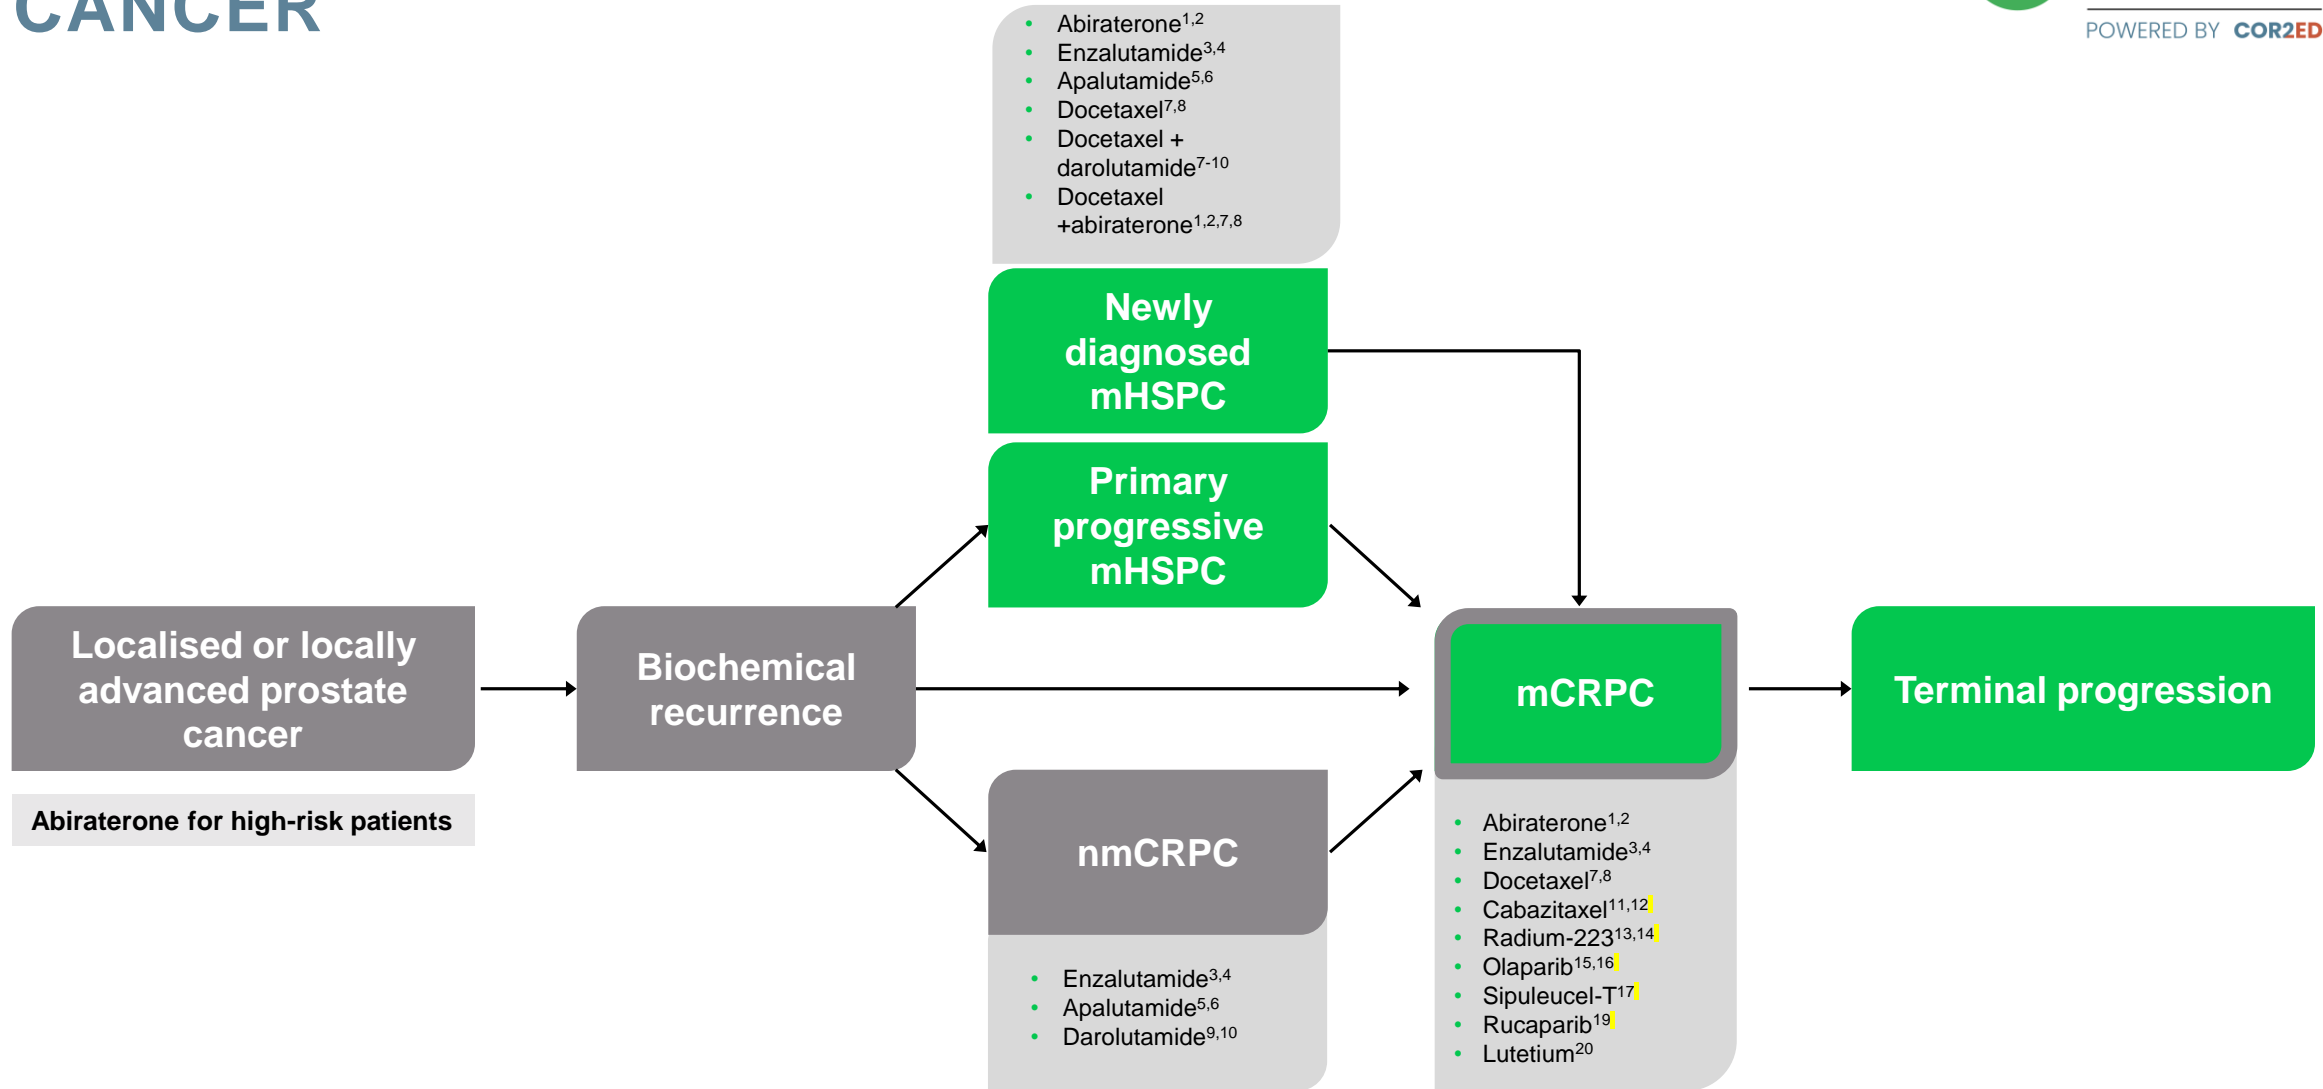 CANCER
POWERED BY COR2ED
• Abiraterone1,2
• Enzalutamide3,4
• Apalutamide5,6
• Docetaxel7,8
• Docetaxel +
darolutamide7-10
• Docetaxel
+abiraterone1,2,7,8
Newly
diagnosed
mHSPC
Primary
progressive
mHSPC
Localised or locally
advanced prostate
cancer
Abiraterone for high-risk patients
Biochemical
recurrence
nmCRPC
• Enzalutamide3,4
• Apalutamide5,6
• Darolutamide9,10
mCRPC
• Abiraterone1,2
• Enzalutamide3,4
• Docetaxel7,8
• Cabazitaxel11,12
• Radium-22313,14
• Olaparib15,16
• Sipuleucel-T17
• Rucaparib19
• Lutetium20
Terminal progression